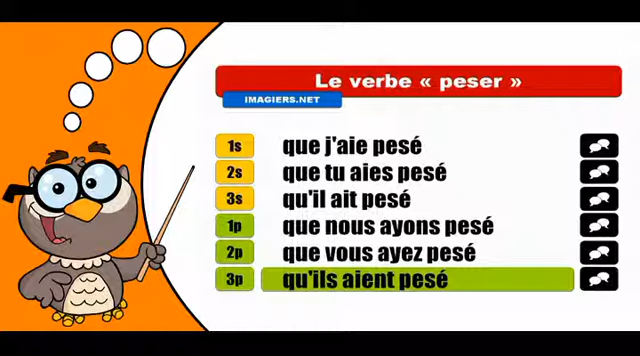 Le verbe « peser »
IMAGIERS.NET
1s que j'aie pesé
2s que tu aies pesé
3s qu'il ait pesé
1p que nous ayons pesé
2p que vous ayez pesé
3p qu'ils aient pesé